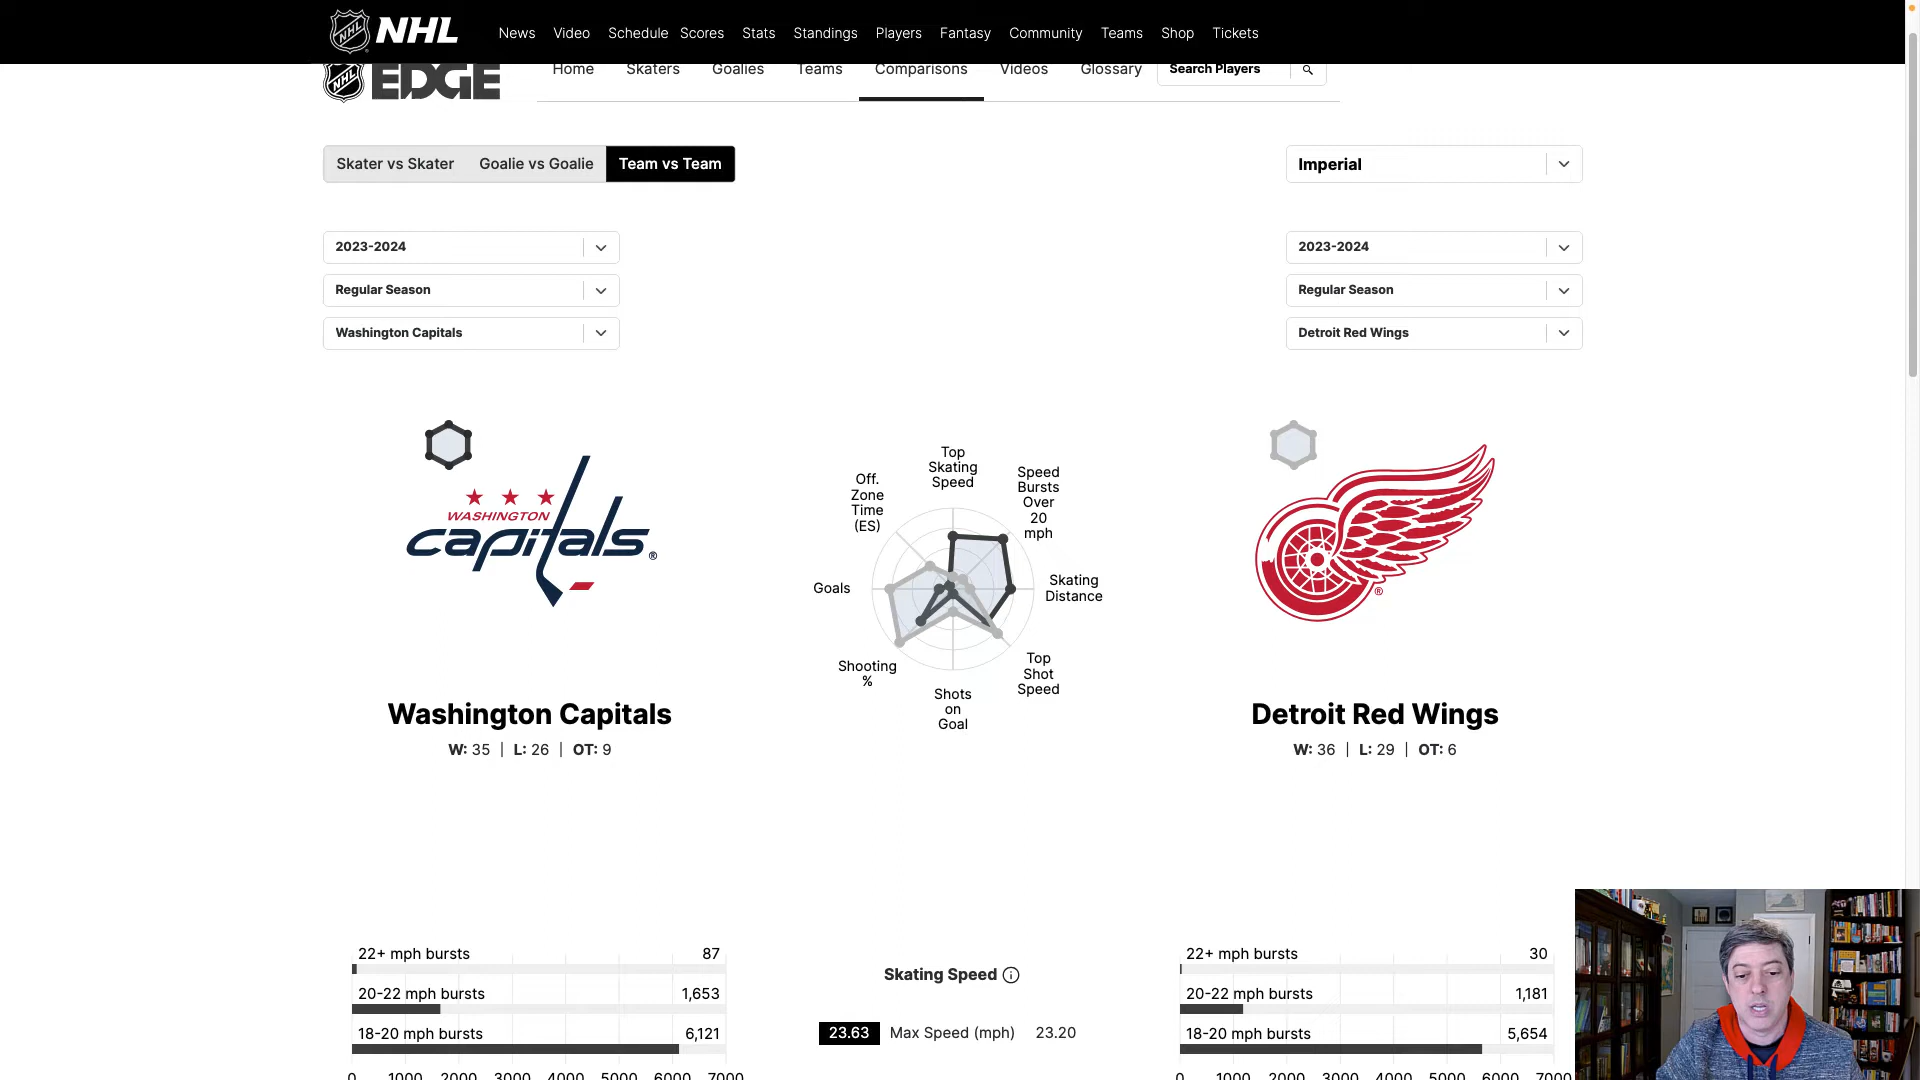 NHL
News Video Schedule Scores Stats Standings Players Fantasy Community Teams Shop Tickets
NHL EDGE
Home Skaters Goalies Teams Comparisons Videos Glossary Search Players
Skater vs Skater Goalie vs Goalie Team vs Team Imperial
2023-2024 2023-2024
Regular Season Regular Season
Washington Capitals Detroit Red Wings
Top
Skating
Speed
Speed
Bursts
Over
20
mph
Off.
Zone
Time
(ES)
WASHINGTON
capitals
Goals
Skating
Distance
Shooting
%
Top
Shot
Speed
Shots
on
Goal
Washington Capitals Detroit Red Wings
W: 35 | L: 26 | OT: 9 W: 36 | L: 29 | OT: 6
22+ mph bursts 87
20-22 mph bursts 1,653
18-20 mph bursts 6,121
0 1000 2000 3000 4000 5000 6000 7000
Skating Speed
23.63 Max Speed (mph) 23.20
22+ mph bursts 30
20-22 mph bursts 1,181
18-20 mph bursts 5,654
0 1000 2000 3000 4000 5000 6000 7000